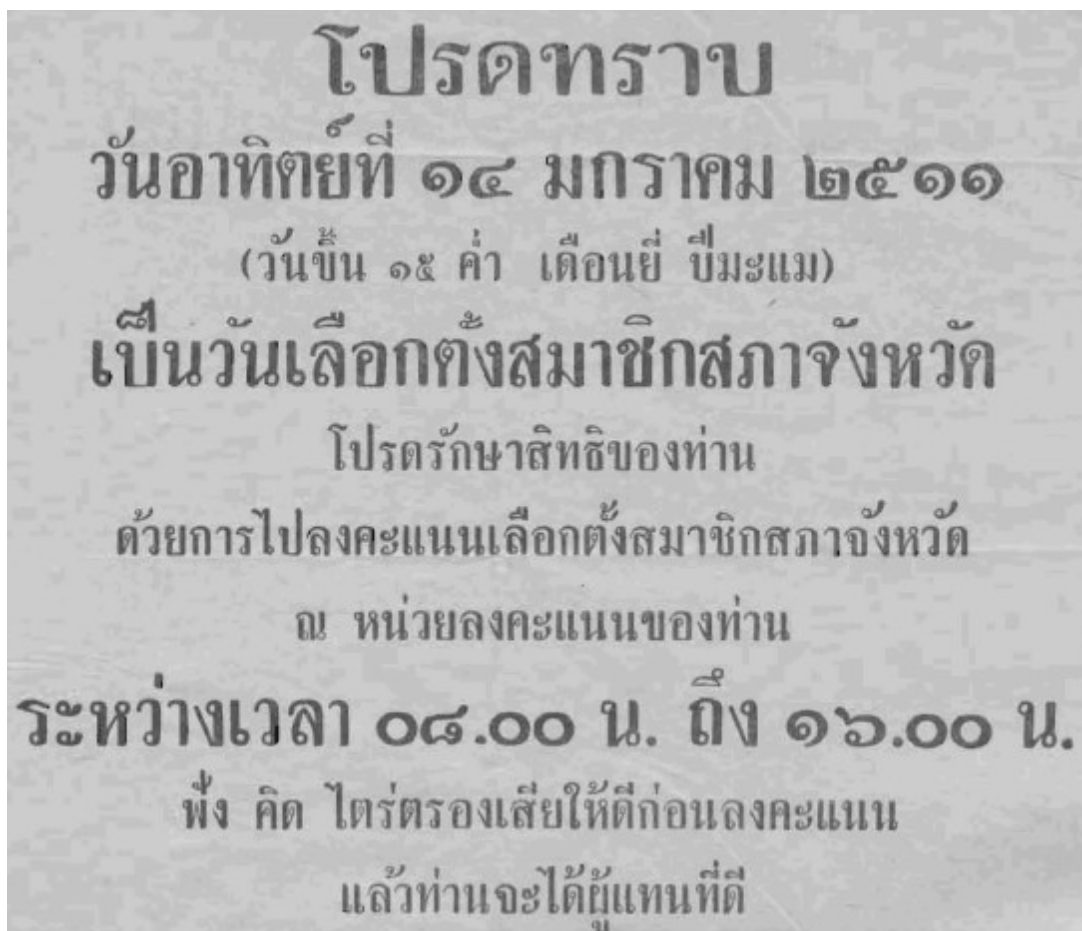 โปรดทราบ
วันอาทิตย์ที่ ๑๔ มกราคม ๒๕๑๑
(วันขึ้น ๑๕ ค่ำ เดือนยี่ ปีมะแม)
เป็นวันเลือกตั้งสมาชิกสภาจังหวัด
โปรดรักษาสิทธิของท่าน
ด้วยการไปลงคะแนนเลือกตั้งสมาชิกสภาจังหวัด
ณ หน่วยลงคะแนนของท่าน
ระหว่างเวลา ๐๘.๐๐ น. ถึง ๑๖.๐๐ น.
ฟัง คิด ไตร่ตรองเสียให้ดีก่อนลงคะแนน
แล้วท่านจะได้ผู้แทนที่ดี